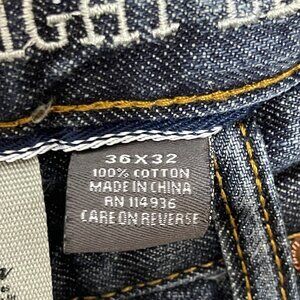 36X32
100% COTTON
MADE IN CHINA
RN 114936
CARE ON REVERSE